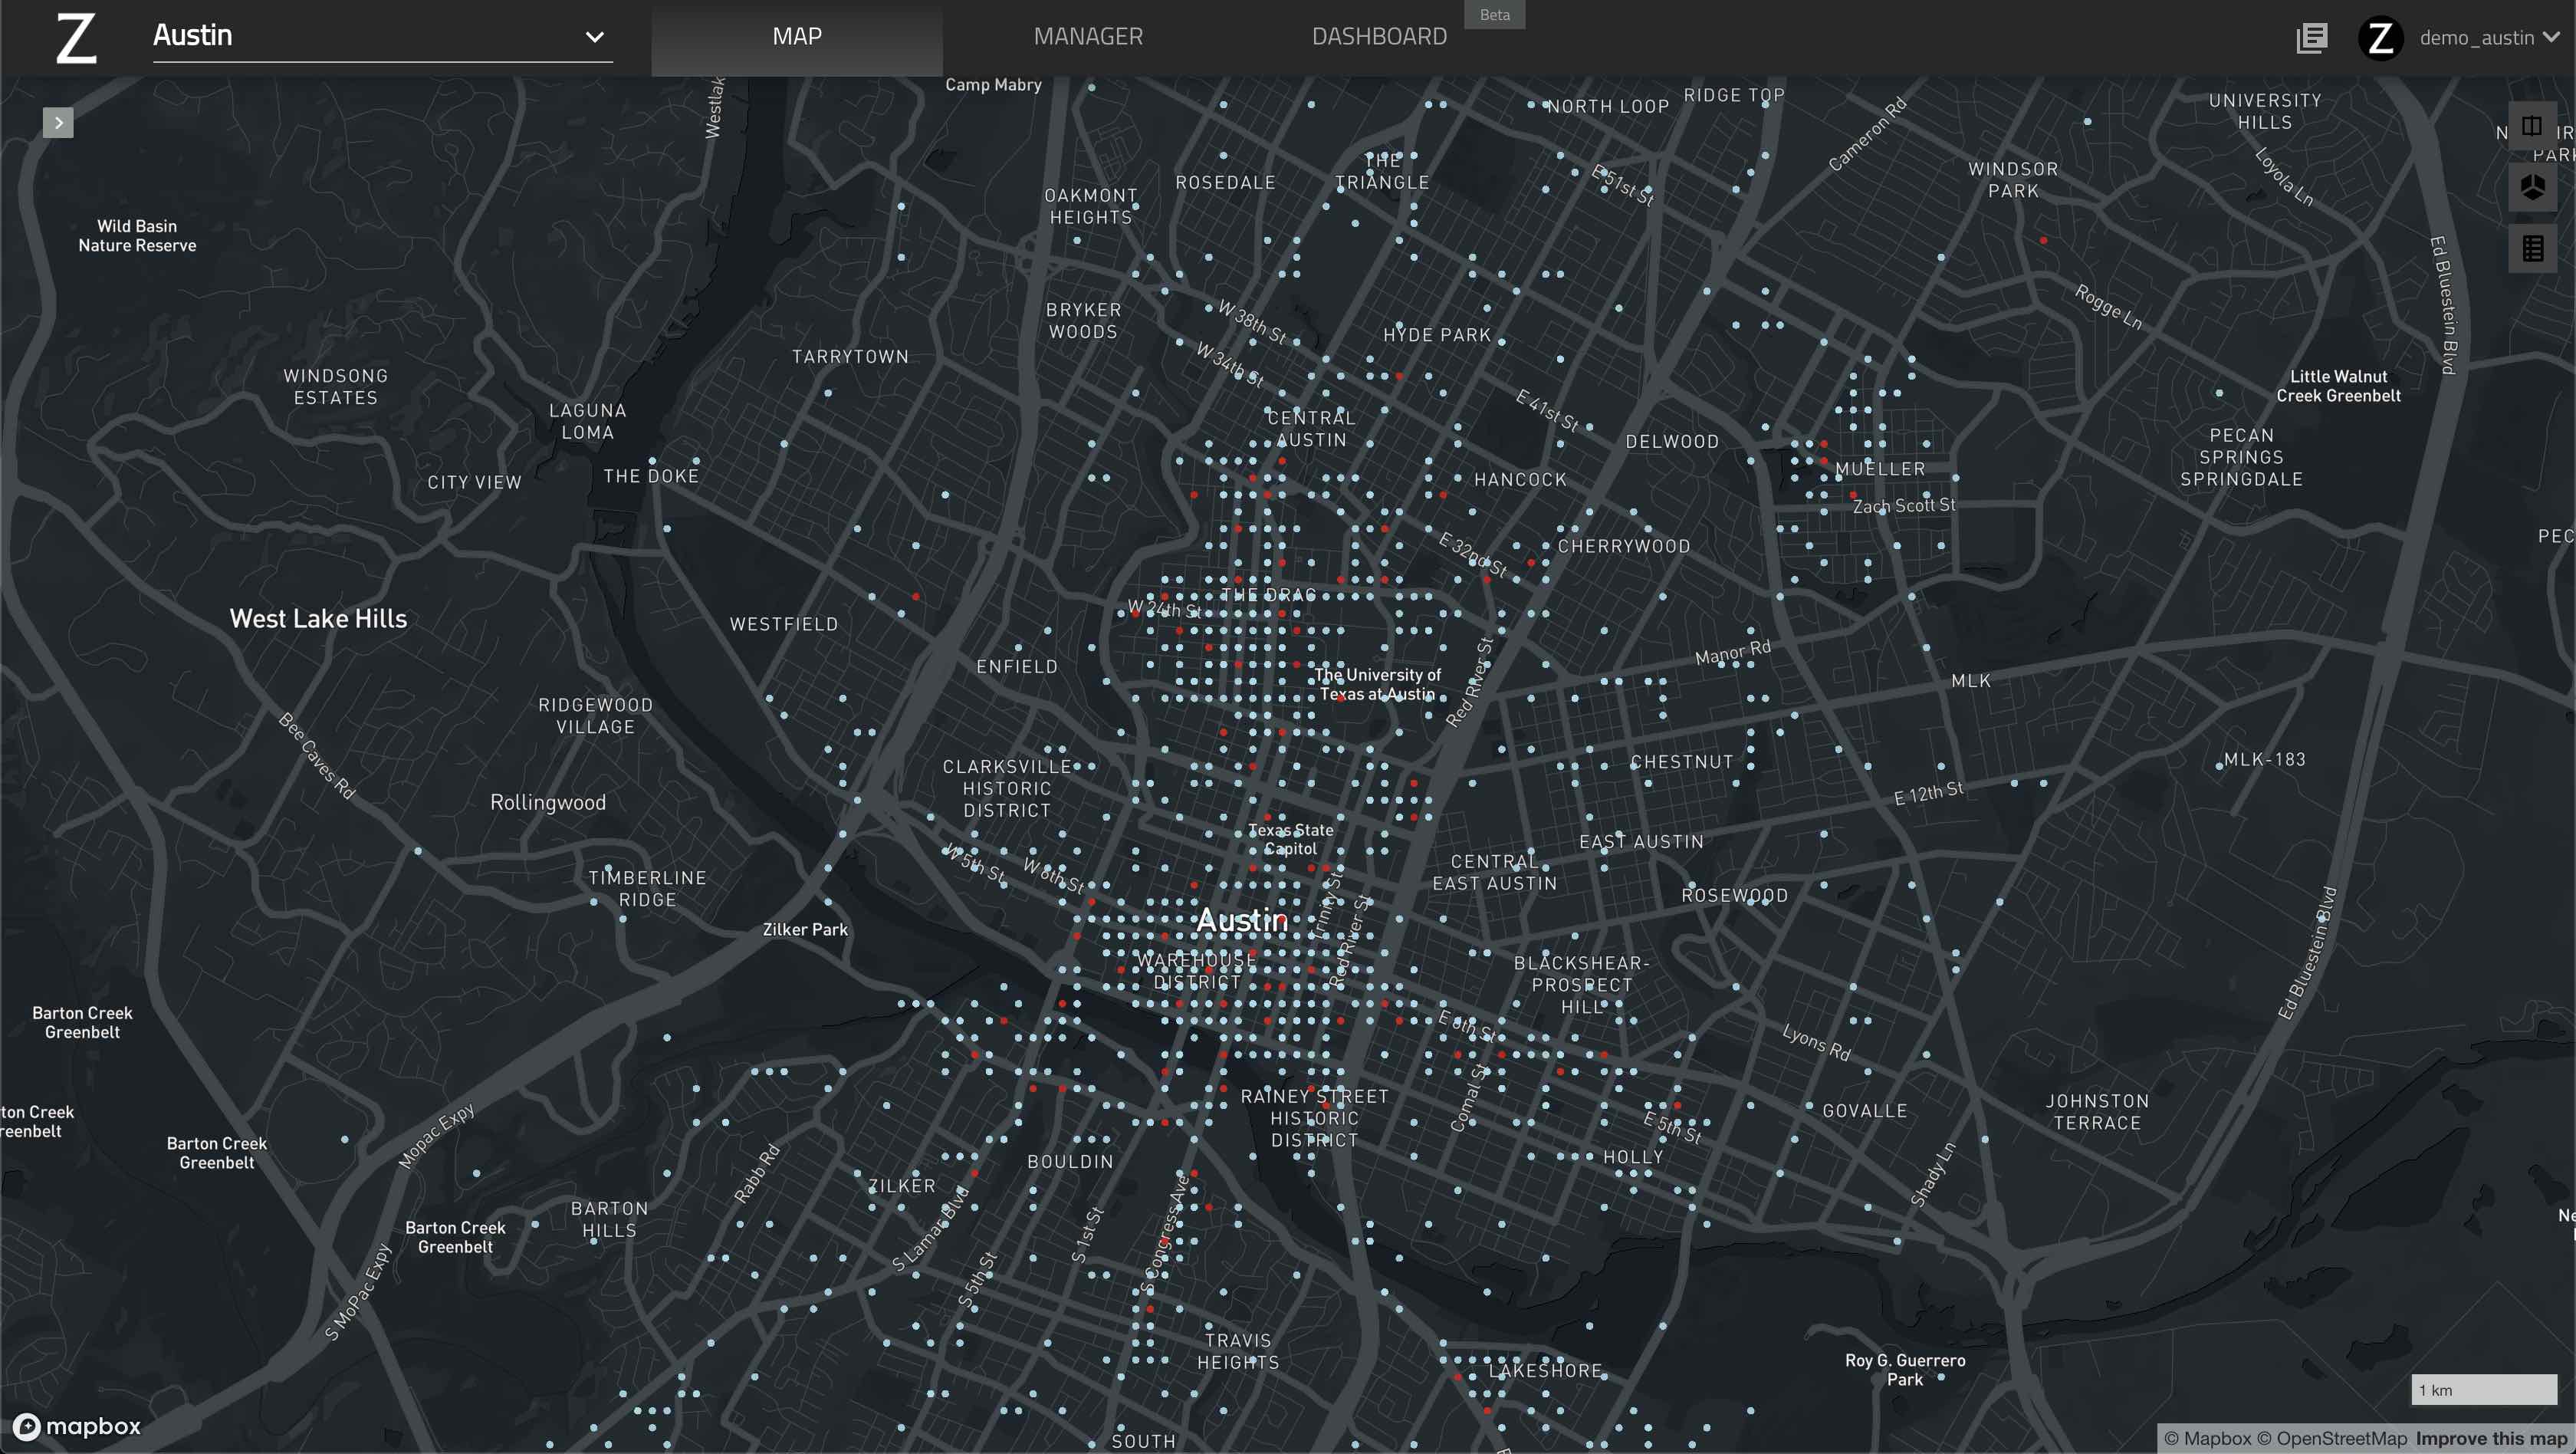 Z
Austin
MAP
MANAGER
DASHBOARD
Beta
Z
demo_austin
Camp Mabry
NORTH LOOP
RIDGE TOP
Cameron Rd
UNIVERSITY
HILLS
Loyola Ln
WINDSOR
PARK
E 51st St
THE
TRIANGLE
ROSEDALE
OAKMONT
HEIGHTS
Wild Basin
Nature Reserve
Ed Bluestein Blvd
Rogge Ln
BRYKER
WOODS
W 38th St
W 34th St
HYDE PARK
TARRYTOWN
WINDSONG
ESTATES
LAGUNA
LOMA
Little Walnut
Creek Greenbelt
E 41st St
CENTRAL
AUSTIN
DELWOOD
PECAN
SPRINGS
SPRINGDALE
CITY VIEW
THE DOKE
HANCOCK
MUELLER
Zach Scott St
E 32nd St
CHERRYWOOD
THE DRAG
W 24th St
West Lake Hills
WESTFIELD
ENFIELD
Manor Rd
MLK
The University of
Texas at Austin
Red River St
RIDGEWOOD
VILLAGE
Bee Caves Rd
CLARKSVILLE
HISTORIC
DISTRICT
CHESTNUT
MLK-183
E 12th St
Rollingwood
Texas State
Capitol
EAST AUSTIN
W 5th St
W 6th St
CENTRAL
EAST AUSTIN
TIMBERLINE
RIDGE
ROSEWOOD
Trinity St
Red River St
Zilker Park
Austin
WAREHOUSE
DISTRICT
BLACKSHEAR-
PROSPECT
HILL
Ed Bluestein Blvd
Barton Creek
Greenbelt
E 6th St
Lyons Rd
Comal St
RAINEY STREET
HISTORIC
DISTRICT
E 5th St
GOVALLE
JOHNSTON
TERRACE
Mopac Expy
Barton Creek
Greenbelt
Rabb Rd
BOULDIN
HOLLY
Shady Ln
ZILKER
BARTON
HILLS
Barton Creek
Greenbelt
S Lamar Blvd
S 1st St
S Congress Ave
S 5th St
S MoPac Expy
TRAVIS
HEIGHTS
LAKESHORE
Roy G. Guerrero
Park
1 km
mapbox
SOUTH
© Mapbox © OpenStreetMap Improve this map